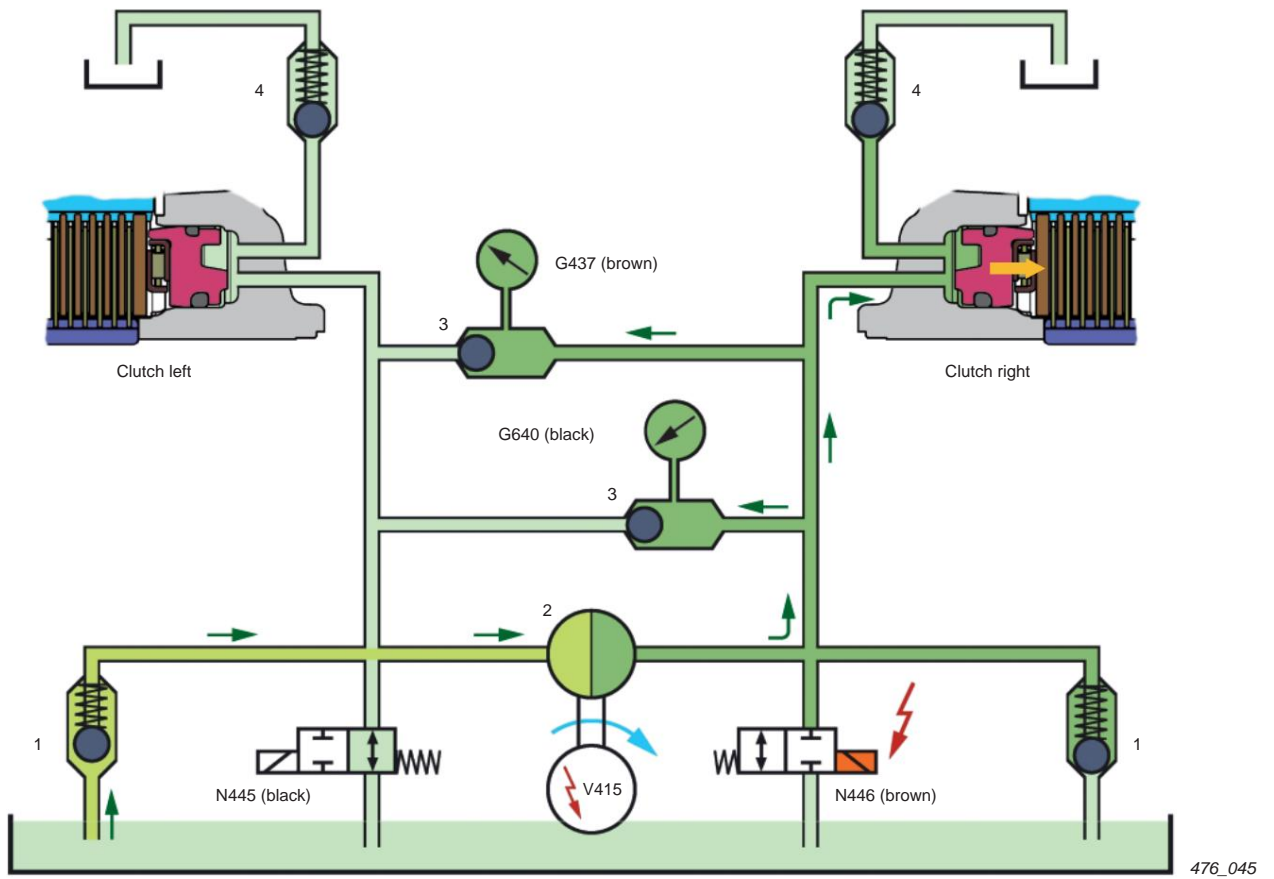 4
4
G437 (brown)
3
Clutch left
Clutch right
G640 (black)
3
2
1
1
N445 (black)
V415
N446 (brown)
476_045